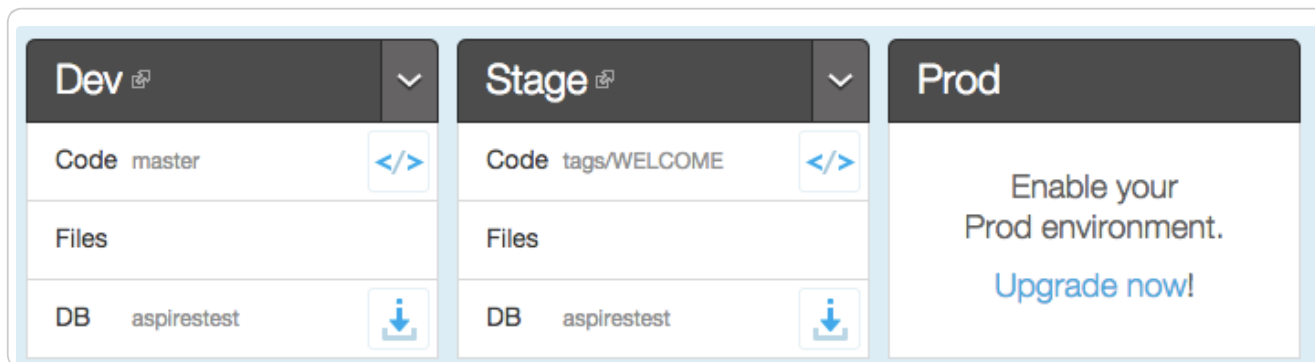 Dev
Code master
</>
Files
DB aspirestest
Stage
Code tags/WELCOME
</>
Files
DB aspirestest
Prod
Enable your
Prod environment.
Upgrade now!